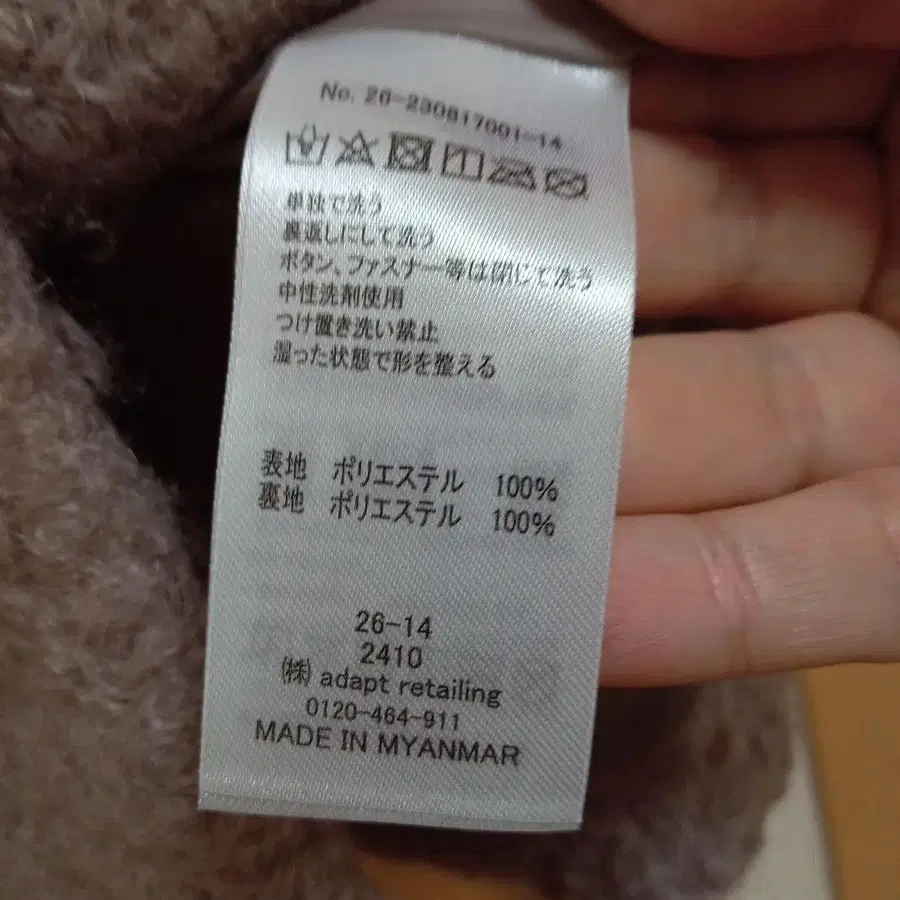 No. 26-230817001-14
単独で洗う
裏返しにして洗う
ボタン、ファスナー等は閉じて洗う
中性洗剤使用
つけ置き洗い禁止
湿った状態で形を整える
表地 ポリエステル 100%
裏地 ポリエステル 100%
26-14
2410
㈱ adapt retailing
0120-464-911
MADE IN MYANMAR